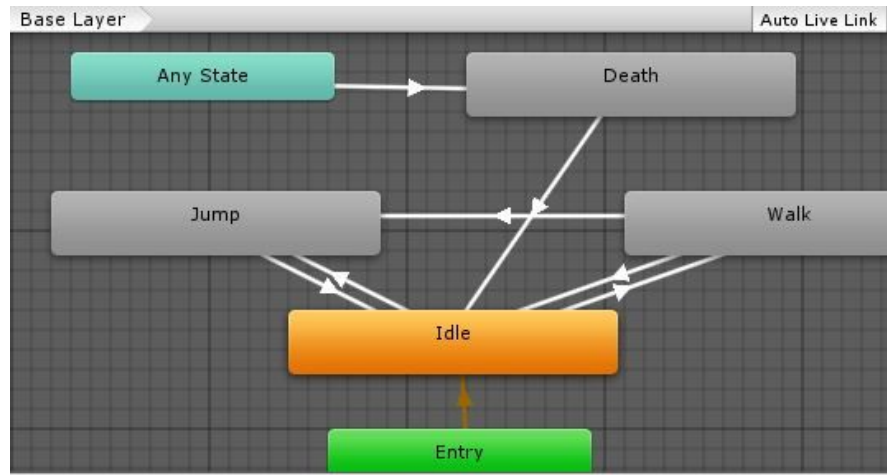 Base Layer
Auto Live Link
Any State
Death
Jump
Walk
Idle
Entry